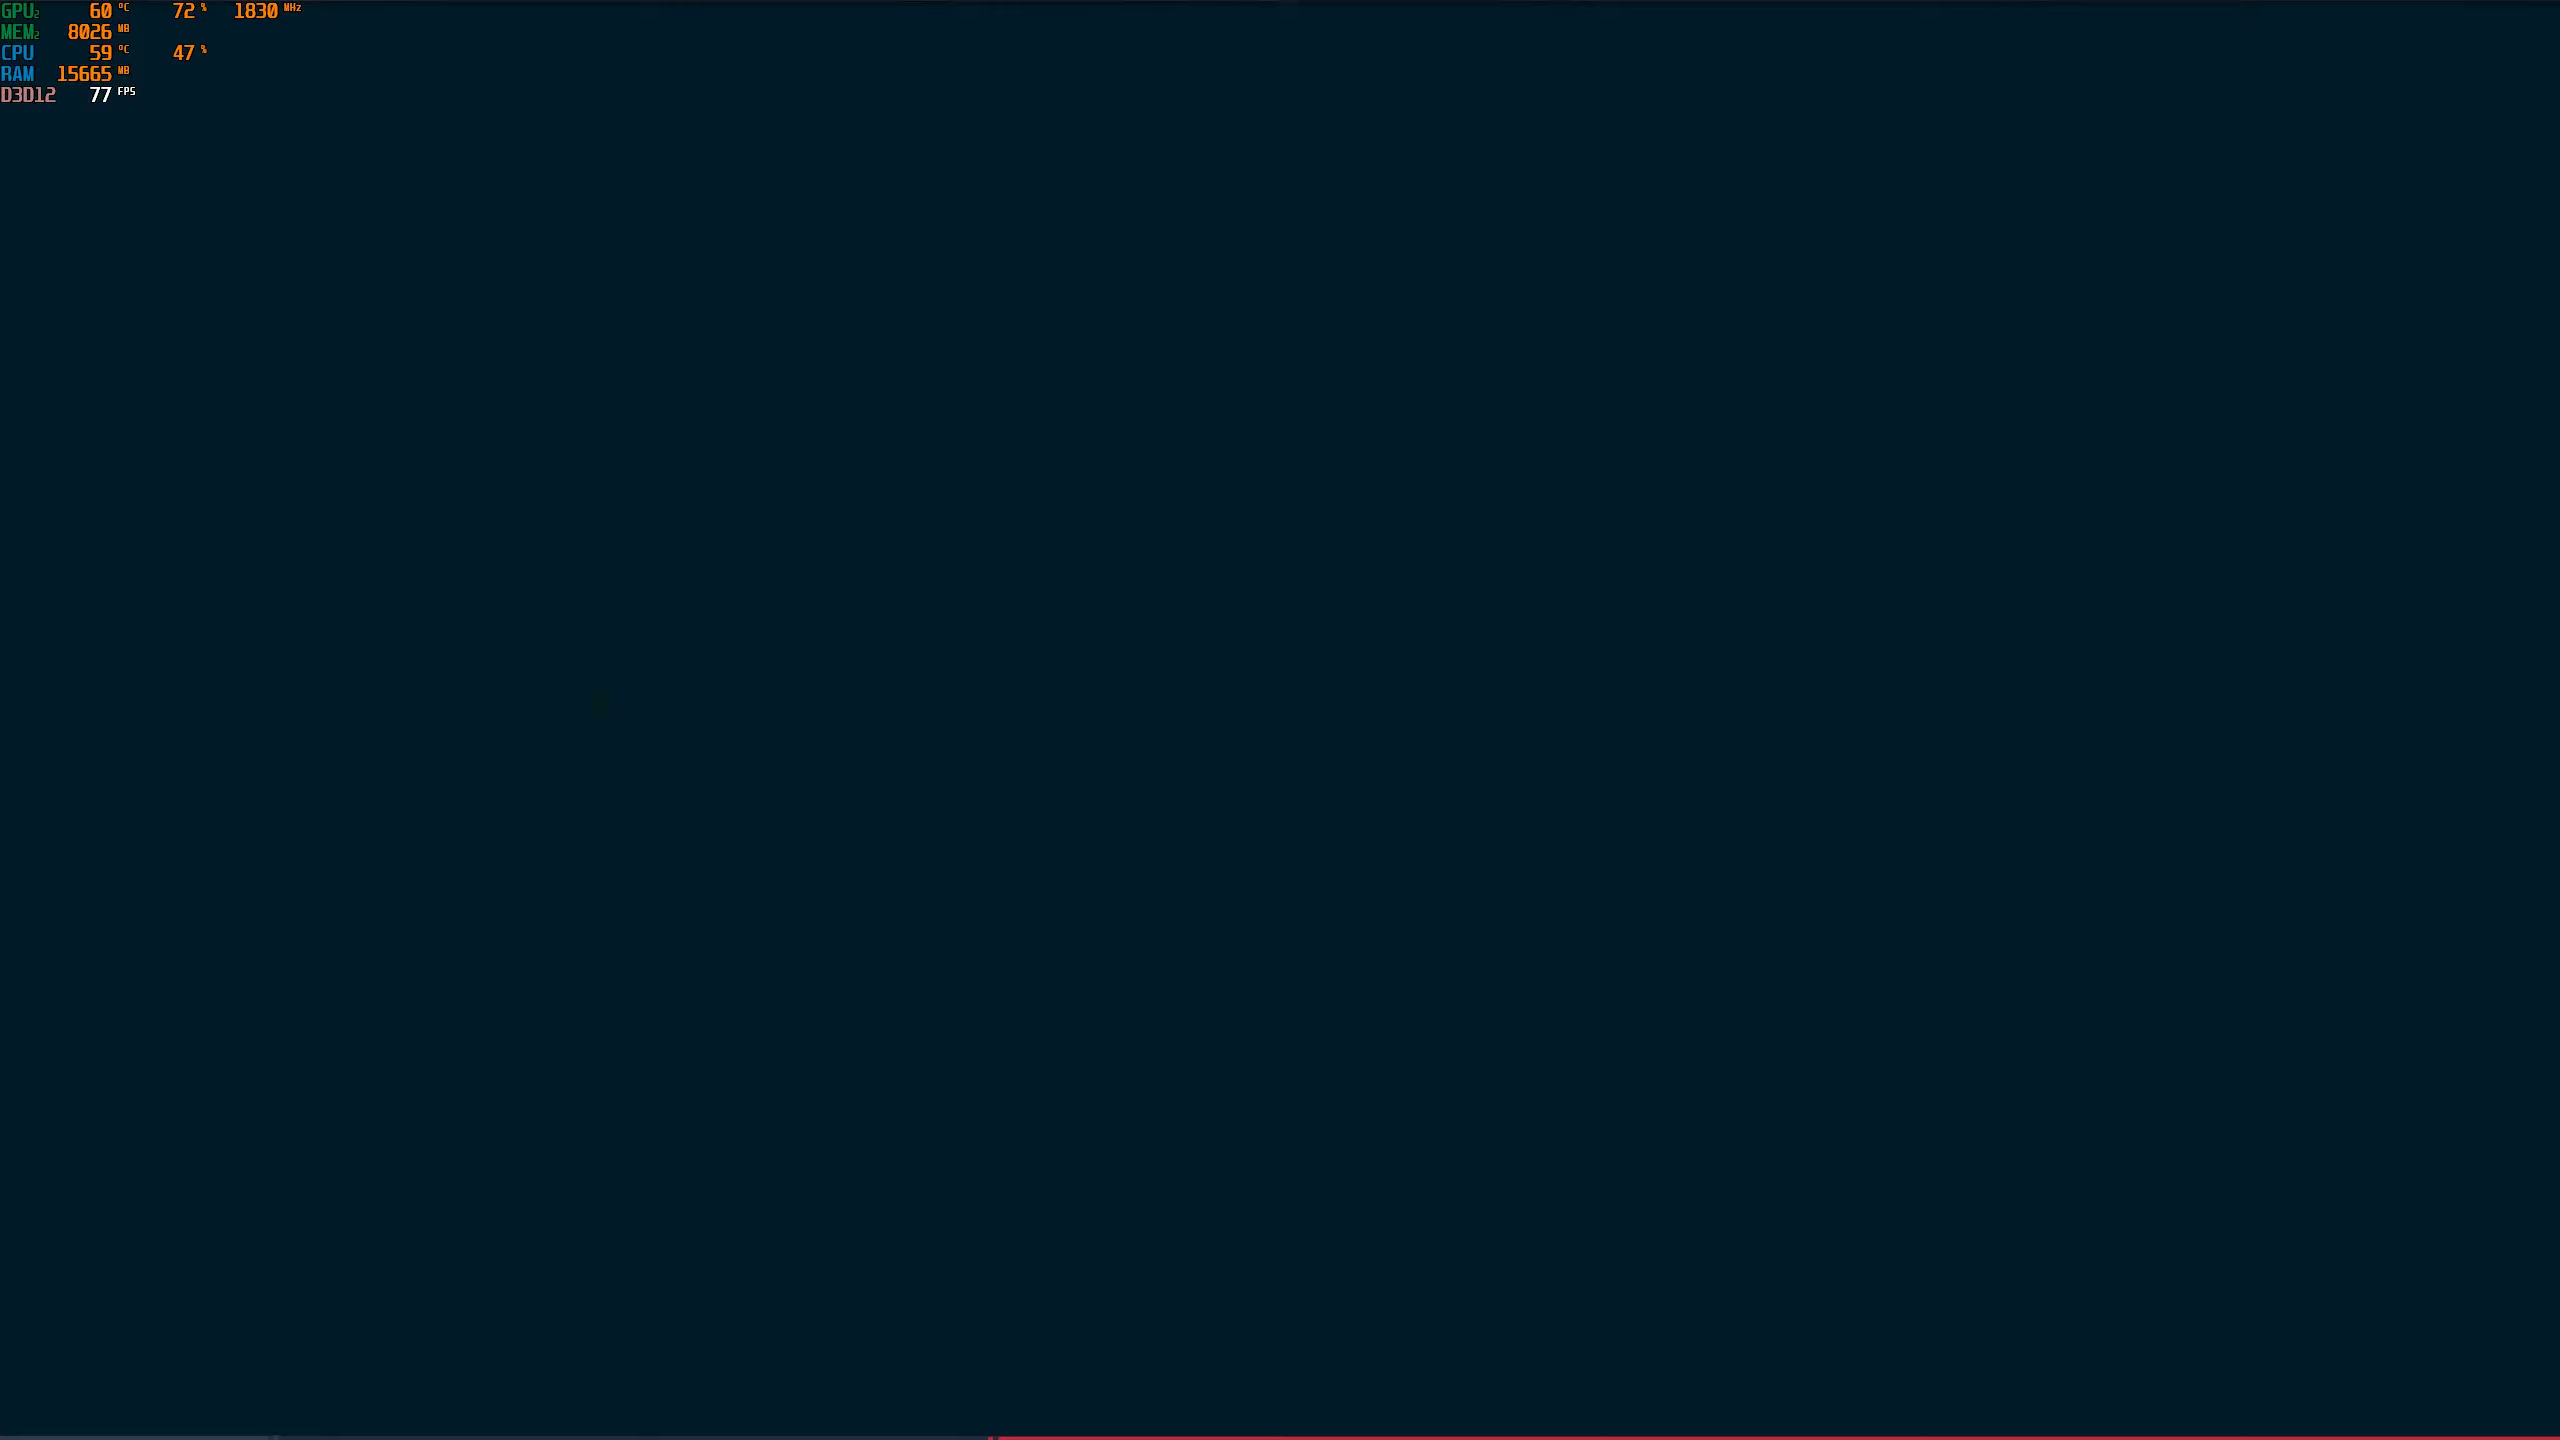 GPU₂ 60 °C 72 % 1830 MHz
MEM₂ 8026 MB
CPU 59 °C 47 %
RAM 15665 MB
D3D12 77 FPS